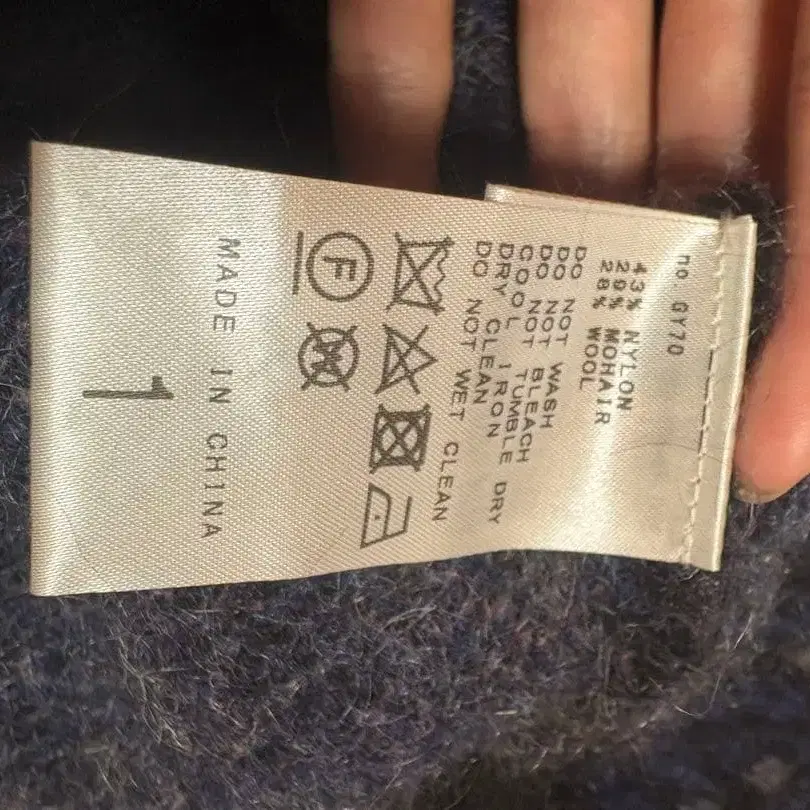 no. GY70
43% NYLON
29% MOHAIR
28% WOOL
DO NOT WASH
DO NOT BLEACH
DO NOT TUMBLE DRY
COOL IRON
DRY CLEAN
DO NOT WET CLEAN
F
W
MADE IN CHINA
1